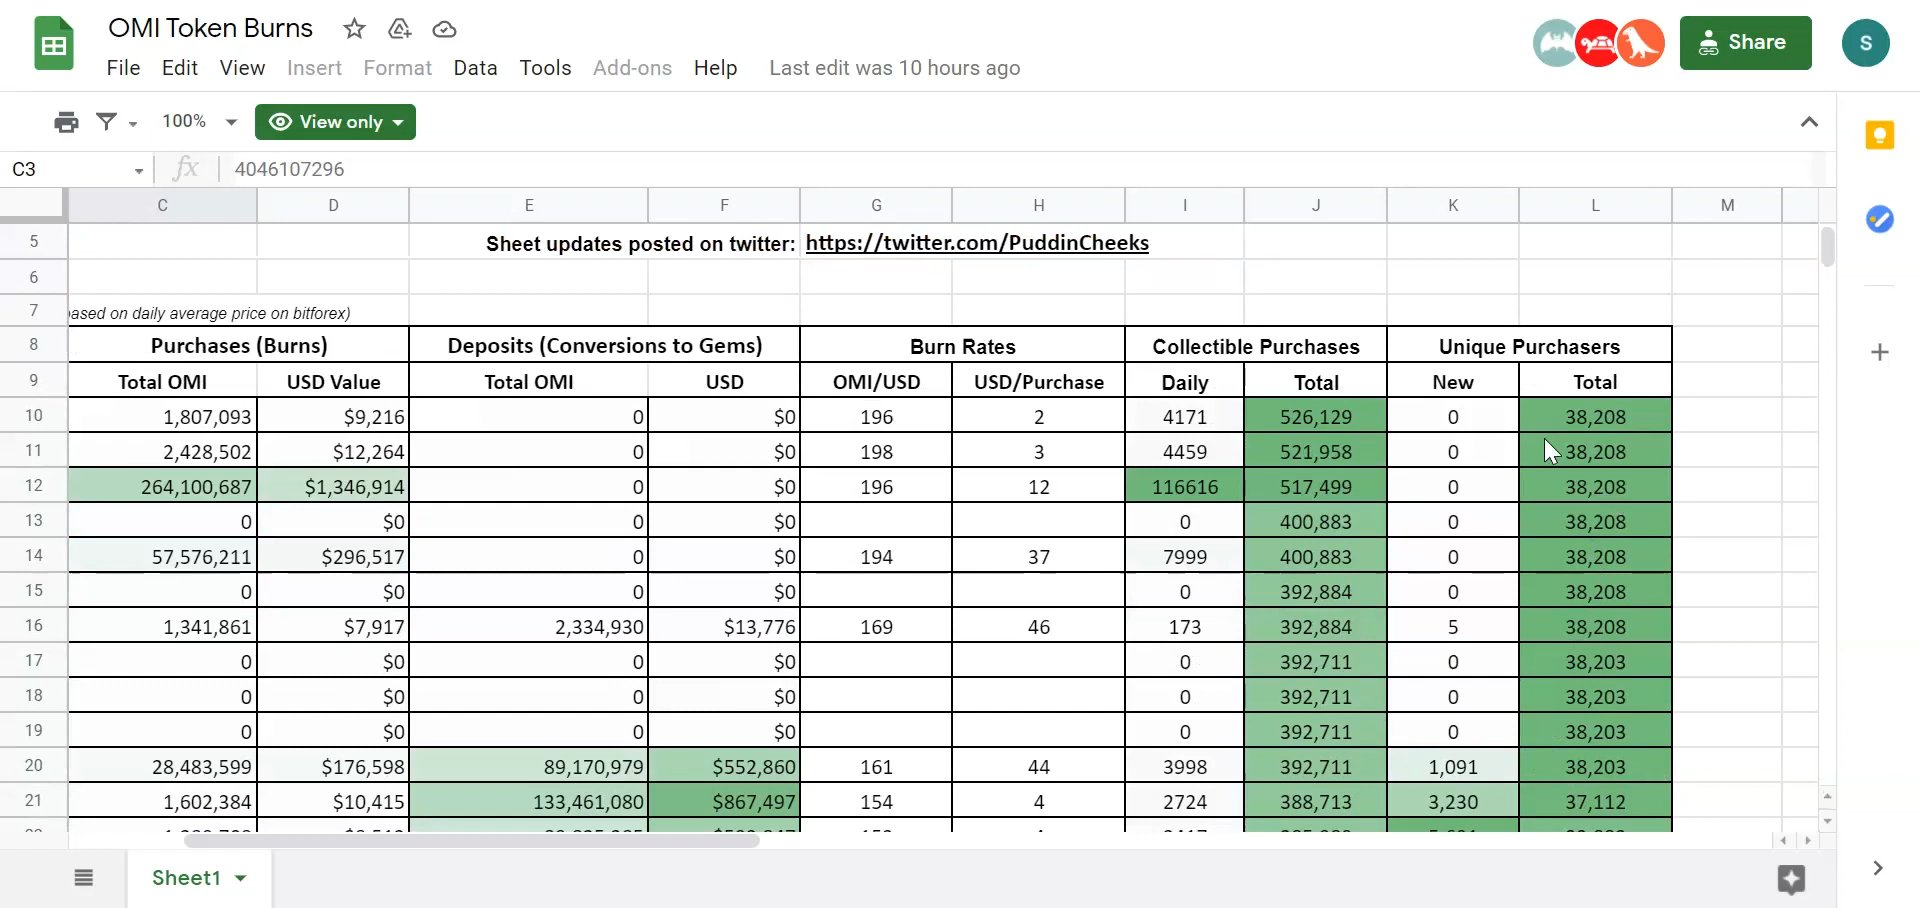 OMI Token Burns
File Edit View Insert Format Data Tools Add-ons Help Last edit was 10 hours ago
Share
S
100% View only
C3 fx 4046107296
C D E F G H I J K L M
5 Sheet updates posted on twitter: https://twitter.com/PuddinCheeks
6
7 based on daily average price on bitforex)
8 Purchases (Burns) Deposits (Conversions to Gems) Burn Rates Collectible Purchases Unique Purchasers
9 Total OMI USD Value Total OMI USD OMI/USD USD/Purchase Daily Total New Total
10 1,807,093 $9,216 0 $0 196 2 4171 526,129 0 38,208
11 2,428,502 $12,264 0 $0 198 3 4459 521,958 0 38,208
12 264,100,687 $1,346,914 0 $0 196 12 116616 517,499 0 38,208
13 0 $0 0 $0 0 400,883 0 38,208
14 57,576,211 $296,517 0 $0 194 37 7999 400,883 0 38,208
15 0 $0 0 $0 0 392,884 0 38,208
16 1,341,861 $7,917 2,334,930 $13,776 169 46 173 392,884 5 38,208
17 0 $0 0 $0 0 392,711 0 38,203
18 0 $0 0 $0 0 392,711 0 38,203
19 0 $0 0 $0 0 392,711 0 38,203
20 28,483,599 $176,598 89,170,979 $552,860 161 44 3998 392,711 1,091 38,203
21 1,602,384 $10,415 133,461,080 $867,497 154 4 2724 388,713 3,230 37,112
Sheet1